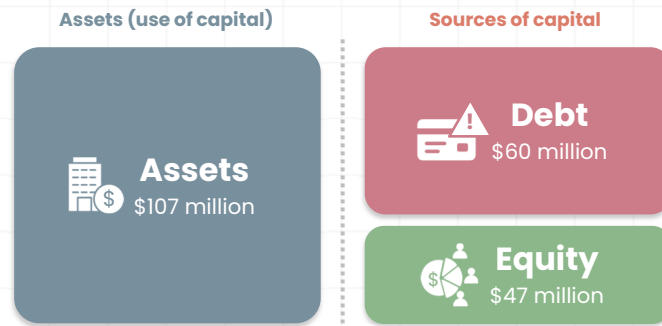 Assets (use of capital)
Sources of capital
Assets
$107 million
Debt
$60 million
Equity
$47 million